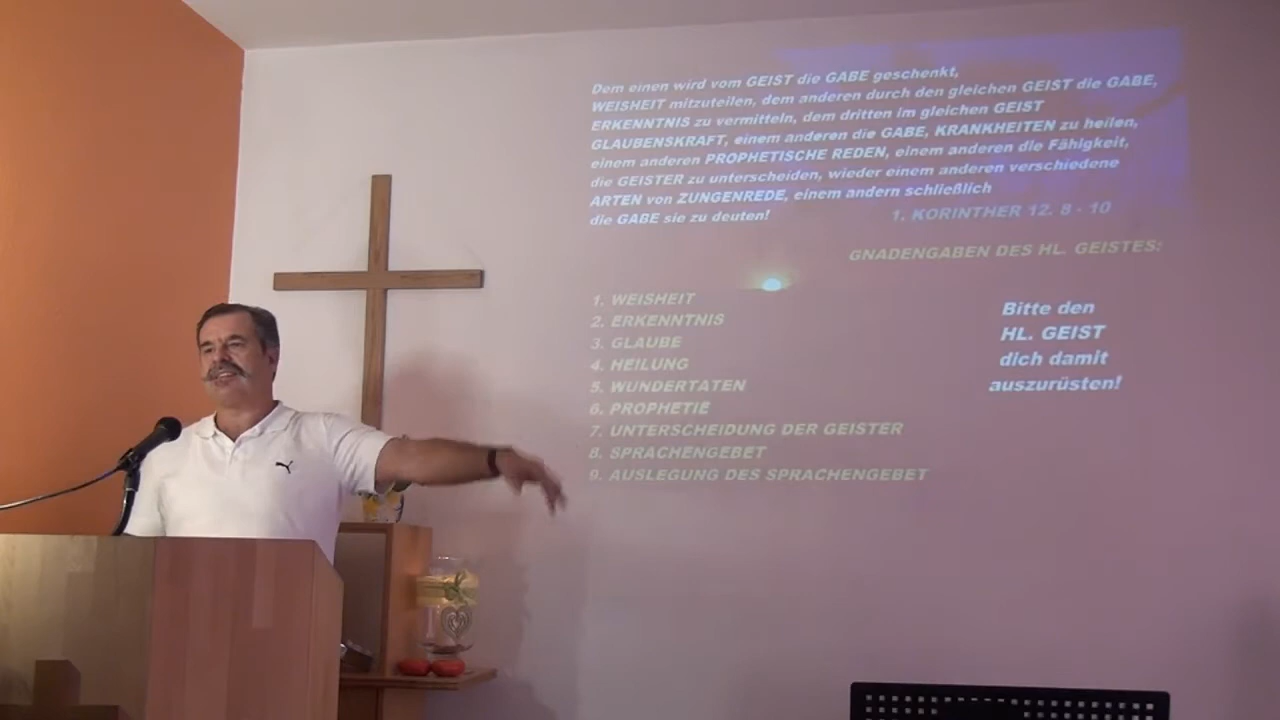 Dem einen wird vom GEIST die GABE geschenkt,
WEISHEIT mitzuteilen, dem anderen durch den gleichen GEIST die GABE,
ERKENNTNIS zu vermitteln, dem dritten im gleichen GEIST
GLAUBENSKRAFT, einem anderen die GABE, KRANKHEITEN zu heilen,
einem anderen PROPHETISCHE REDEN, einem anderen die Fähigkeit,
die GEISTER zu unterscheiden, wieder einem anderen verschiedene
ARTEN von ZUNGENREDE, einem andern schließlich
die GABE sie zu deuten! 1. KORINTHER 12. 8 - 10
GNADENGABEN DES HL. GEISTES:
1. WEISHEIT
2. ERKENNTNIS
3. GLAUBE
4. HEILUNG
5. WUNDERTATEN
6. PROPHETIE
7. UNTERSCHEIDUNG DER GEISTER
8. SPRACHENGEBET
9. AUSLEGUNG DES SPRACHENGEBET
Bitte den
HL. GEIST
dich damit
auszurüsten!